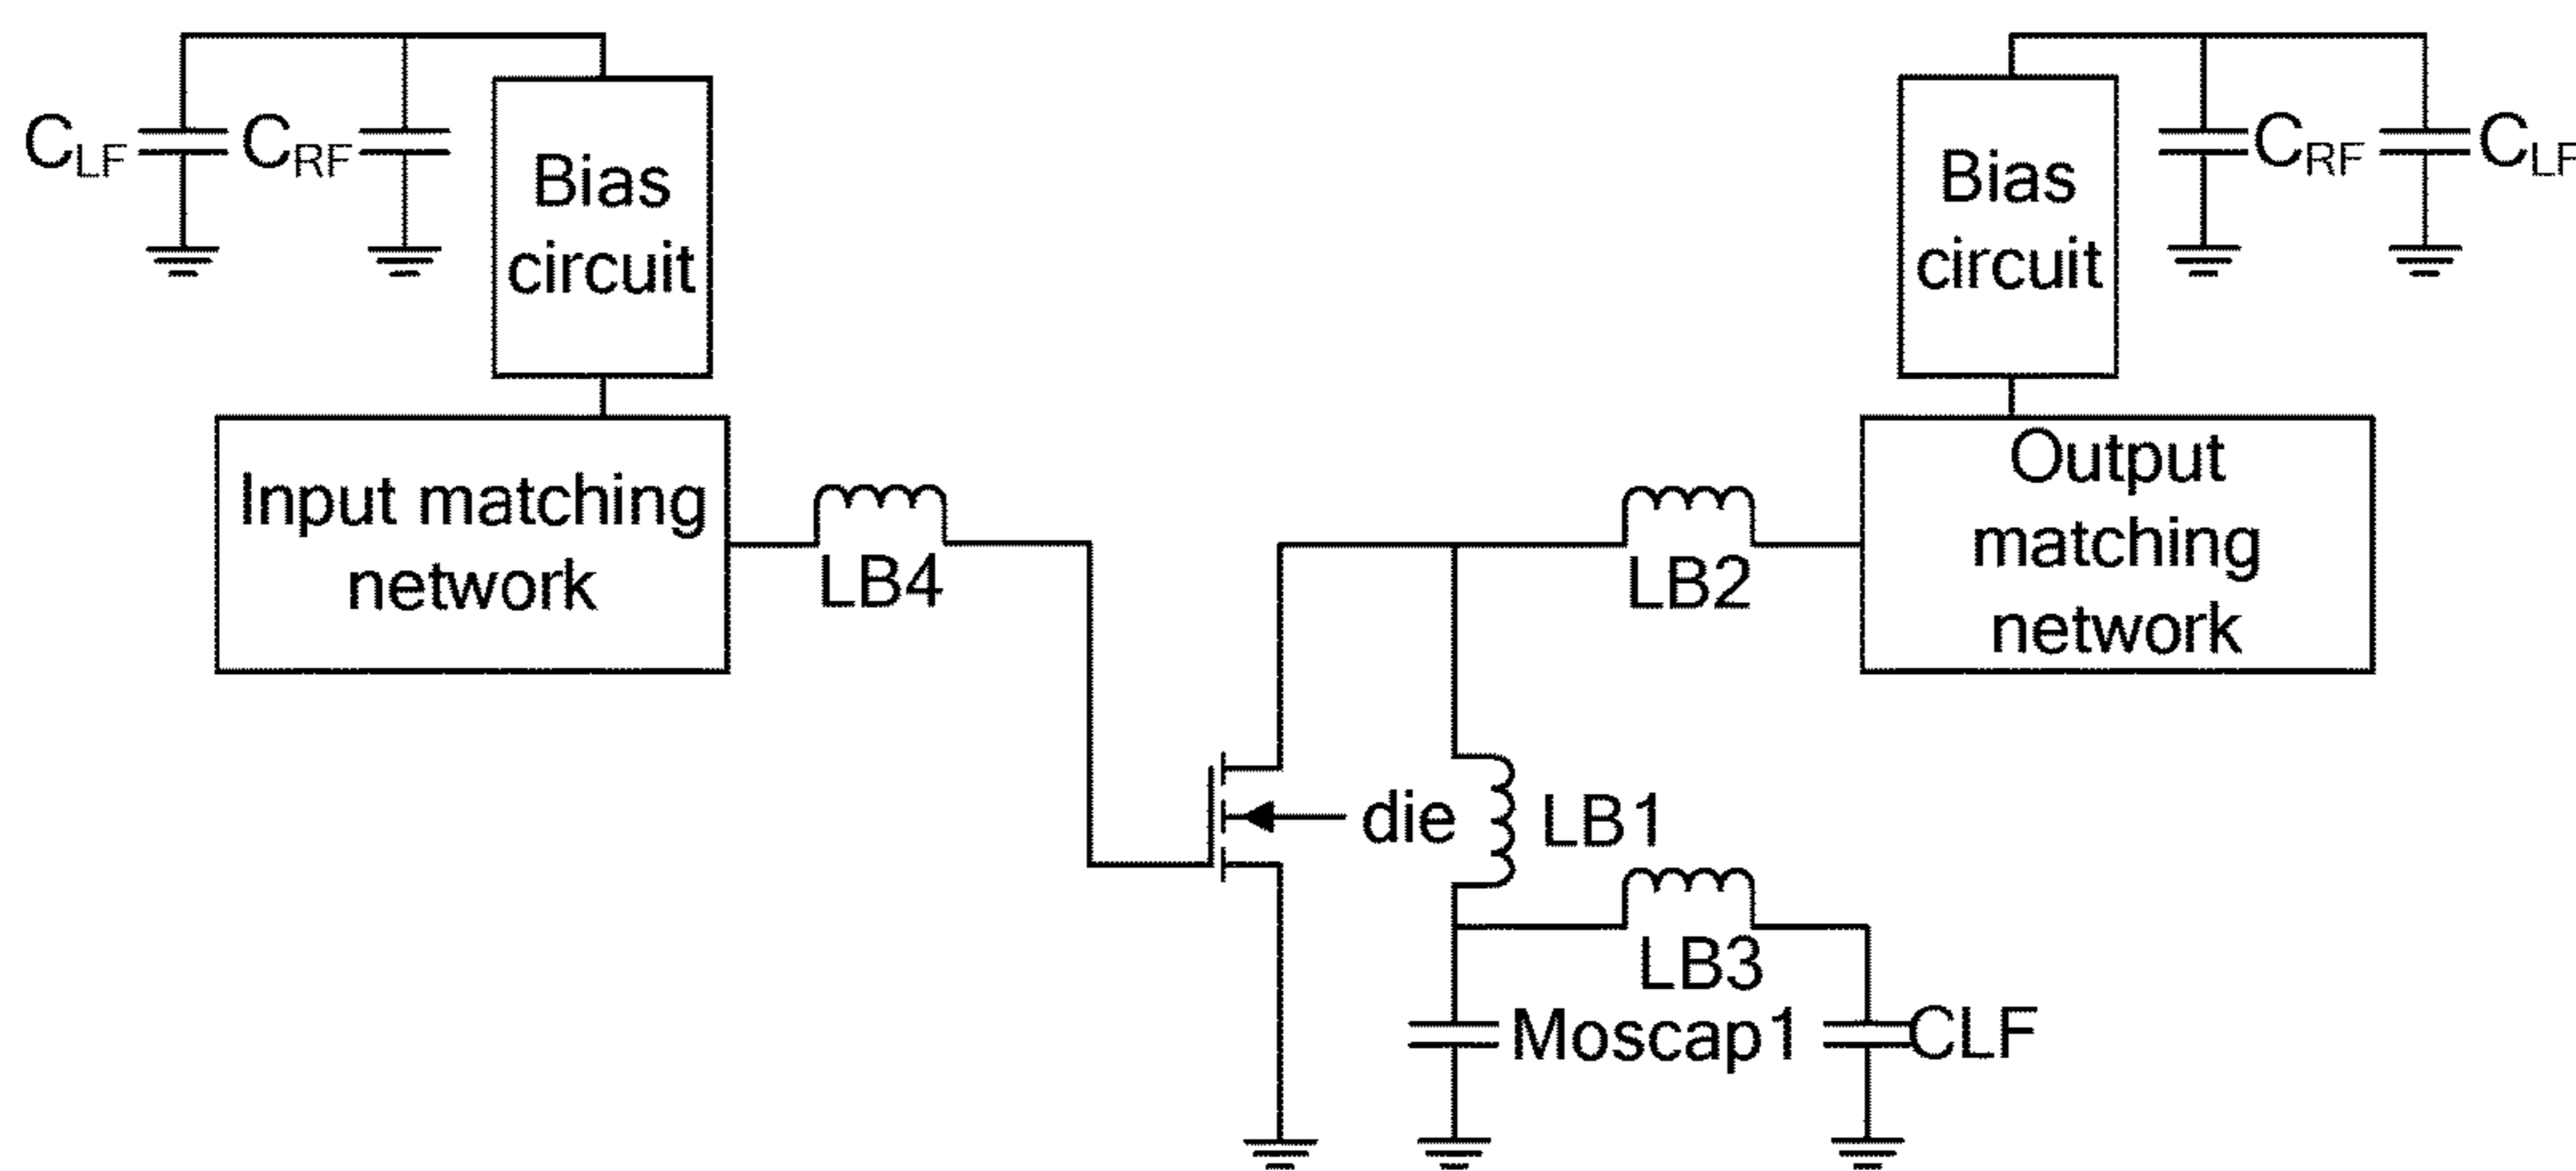 CLF
CRF
Bias
circuit
Bias
circuit
CRF
CLF
Input matching
network
LB4
LB2
Output
matching
network
die
LB1
LB3
Moscap1
CLF